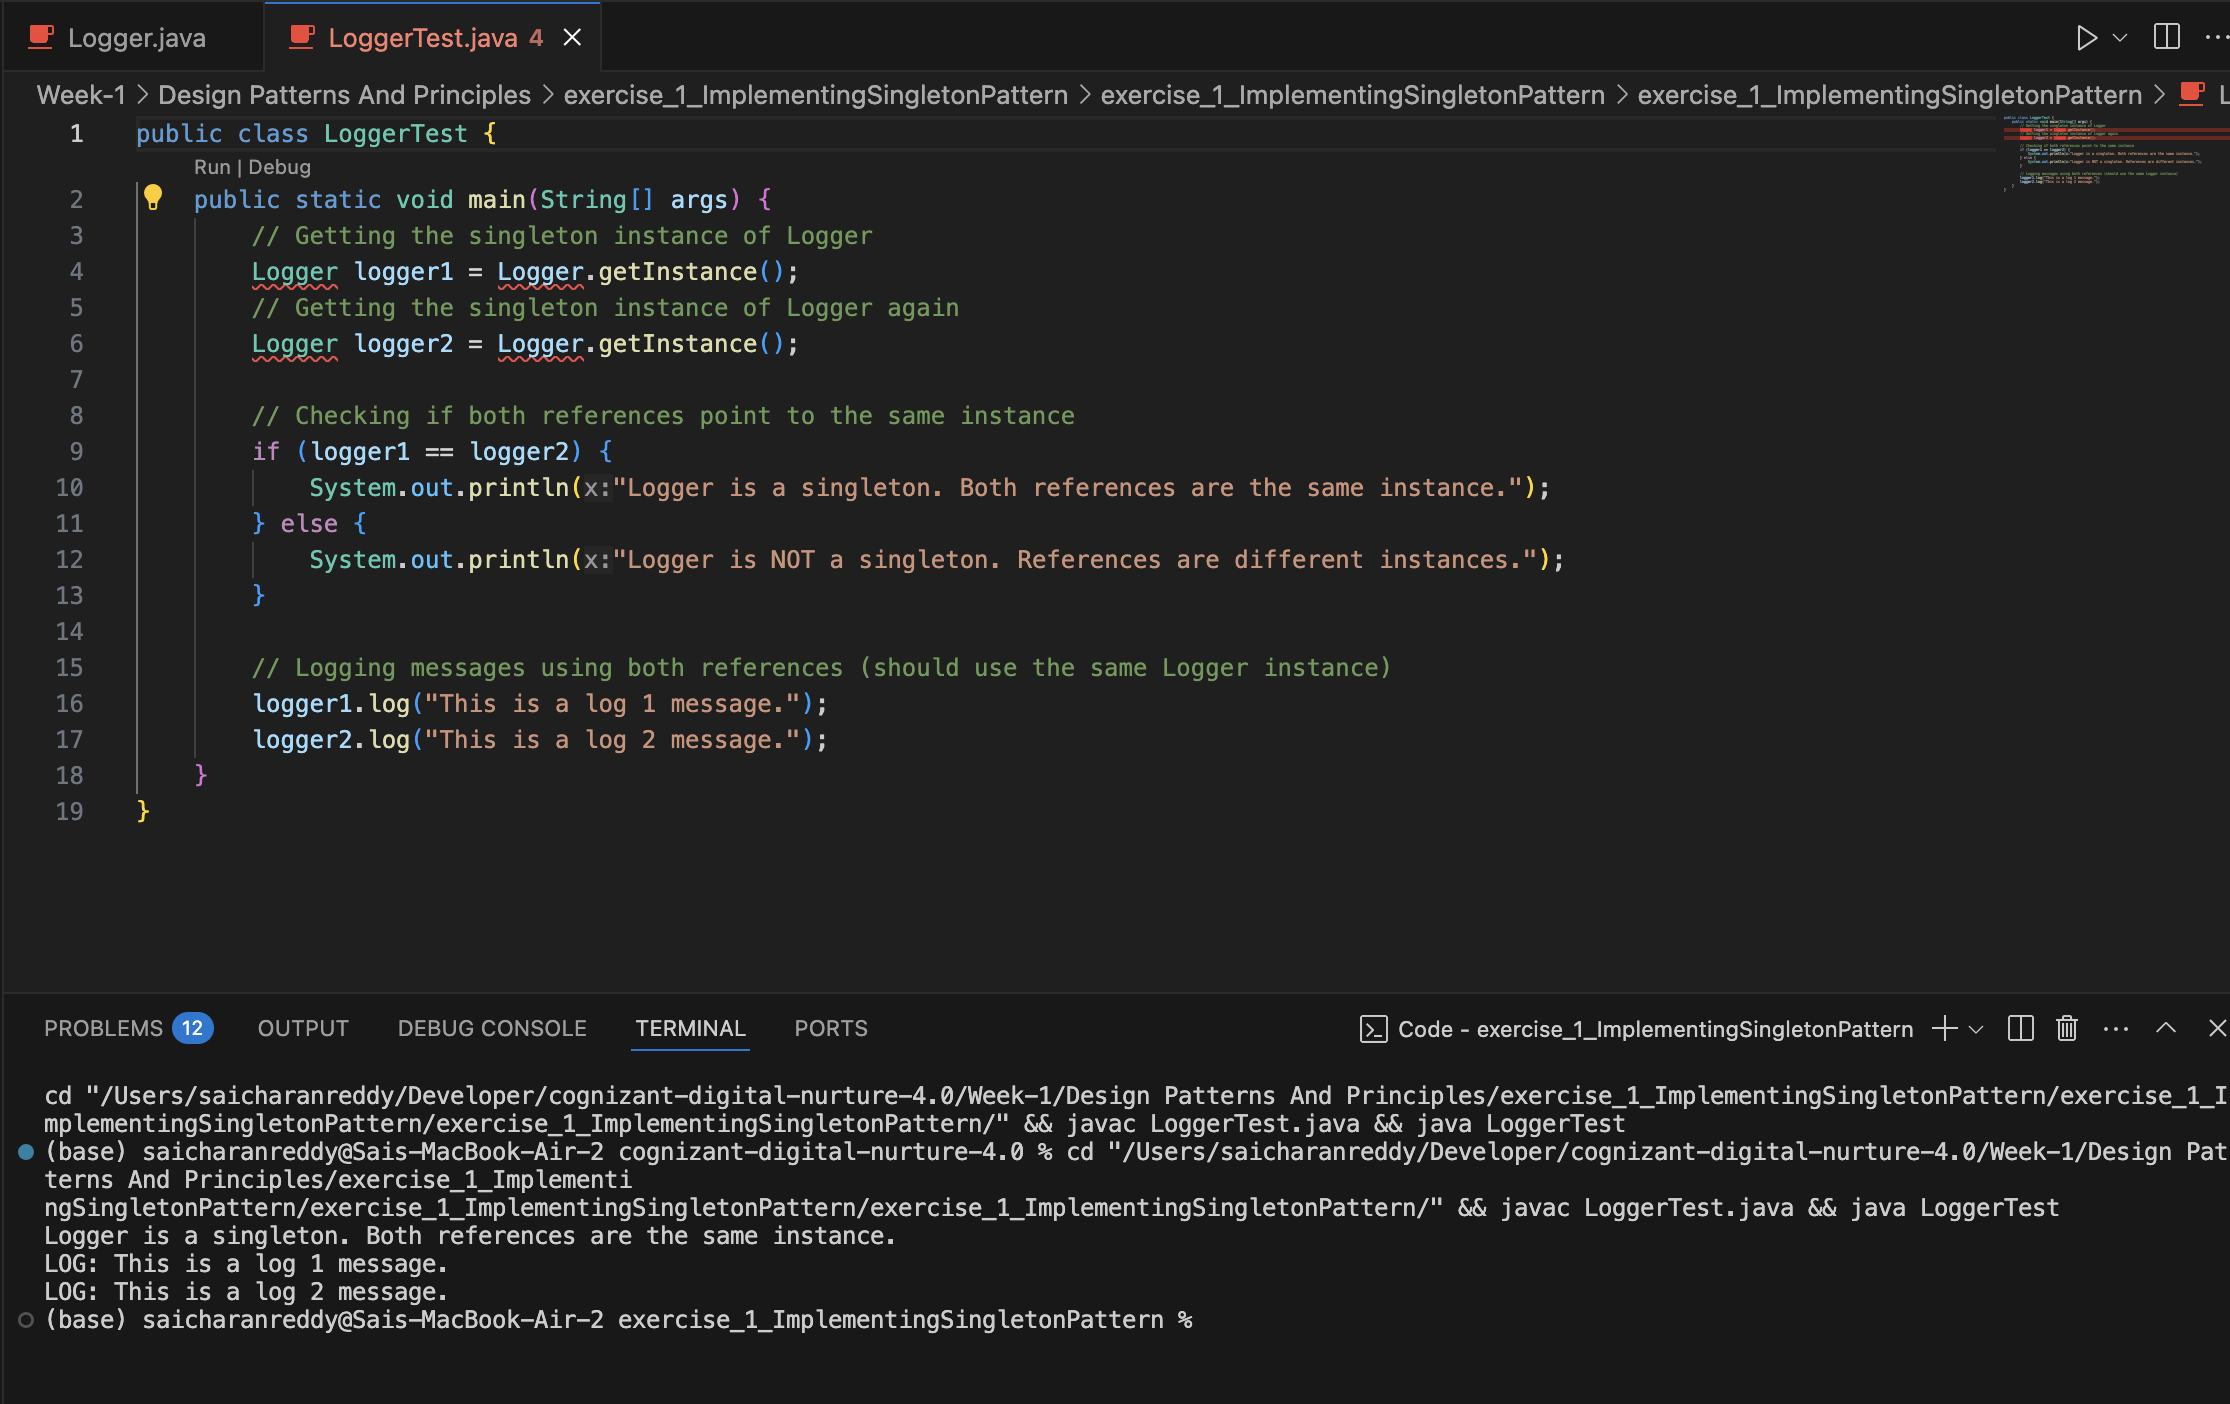 Logger.java
LoggerTest.java 4
Week-1 > Design Patterns And Principles > exercise_1_ImplementingSingletonPattern > exercise_1_ImplementingSingletonPattern > exercise_1_ImplementingSingletonPattern > L
1 public class LoggerTest {
Run | Debug
2     public static void main(String[] args) {
3         // Getting the singleton instance of Logger
4         Logger logger1 = Logger.getInstance();
5         // Getting the singleton instance of Logger again
6         Logger logger2 = Logger.getInstance();
7
8         // Checking if both references point to the same instance
9         if (logger1 == logger2) {
10             System.out.println(x:"Logger is a singleton. Both references are the same instance.");
11         } else {
12             System.out.println(x:"Logger is NOT a singleton. References are different instances.");
13         }
14
15         // Logging messages using both references (should use the same Logger instance)
16         logger1.log("This is a log 1 message.");
17         logger2.log("This is a log 2 message.");
18     }
19 }
PROBLEMS 12 OUTPUT DEBUG CONSOLE TERMINAL PORTS Code - exercise_1_ImplementingSingletonPattern
cd "/Users/saicharanreddy/Developer/cognizant-digital-nurture-4.0/Week-1/Design Patterns And Principles/exercise_1_ImplementingSingletonPattern/exercise_1_I
mplementingSingletonPattern/exercise_1_ImplementingSingletonPattern/" && javac LoggerTest.java && java LoggerTest
(base) saicharanreddy@Sais-MacBook-Air-2 cognizant-digital-nurture-4.0 % cd "/Users/saicharanreddy/Developer/cognizant-digital-nurture-4.0/Week-1/Design Pat
terns And Principles/exercise_1_Implementi
ngSingletonPattern/exercise_1_ImplementingSingletonPattern/exercise_1_ImplementingSingletonPattern/" && javac LoggerTest.java && java LoggerTest
Logger is a singleton. Both references are the same instance.
LOG: This is a log 1 message.
LOG: This is a log 2 message.
(base) saicharanreddy@Sais-MacBook-Air-2 exercise_1_ImplementingSingletonPattern %